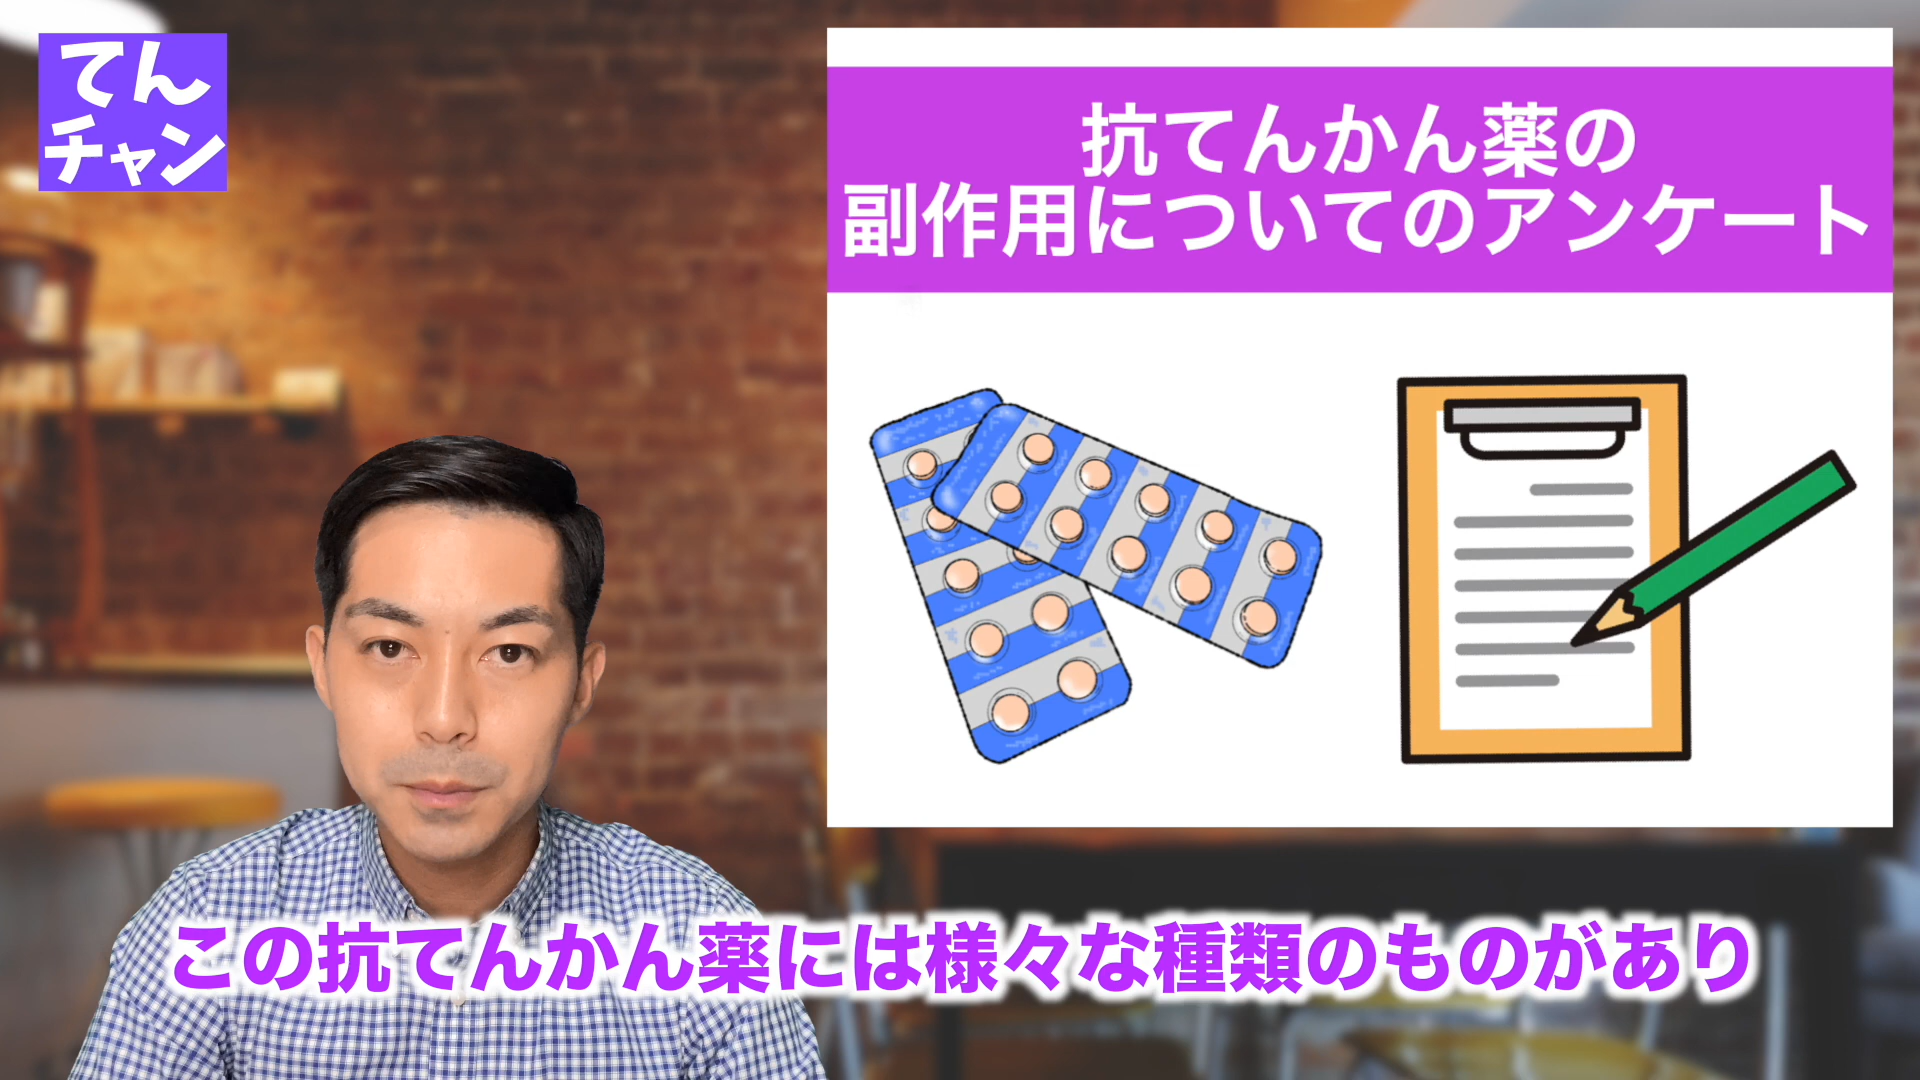 てん
チャン
抗てんかん薬の
副作用についてのアンケート
この抗てんかん薬には様々な種類のものがあり